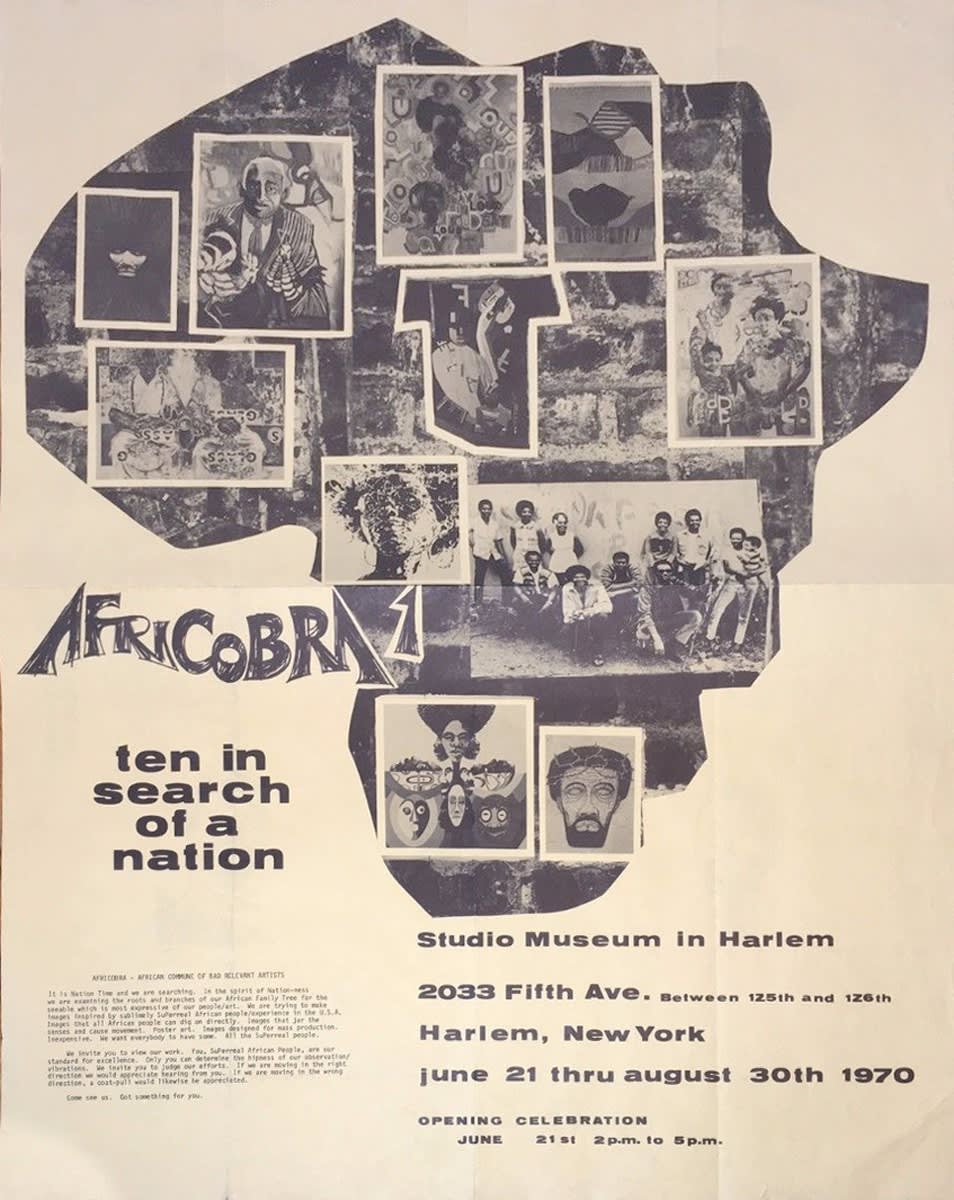 AFRICOBRA 1
ten in
search
of a
nation
Studio Museum in Harlem
2033 Fifth Ave. Between 125th and 126th
Harlem, New York
june 21 thru august 30th 1970
OPENING CELEBRATION
JUNE 21st 2p.m. to 5p.m.
AFRICOBRA - AFRICAN COMMUNE OF BAD RELEVANT ARTISTS
It is Nation Time and we are searching. In the spirit of Nation-ness
we are examining the roots and branches of our African Family Tree for the
seeable which is most expressive of our people/art. We are trying to make
images inspired by sublimely SuPerreal African people/experience in the U.S.A.
Images that all African people can dig on directly. Images that jar the
senses and cause movement. Poster art. Images designed for mass production.
Inexpensive. We want everybody to have some. All the SuPerreal people.
We invite you to view our work. You, SuPerreal African People, are our
standard for excellence. Only you can determine the hipness of our observation/
vibrations. We invite you to judge our efforts. If we are moving in the right
direction we would appreciate hearing from you. If we are moving in the wrong
direction, a coat-pull would likewise be appreciated.
Come see us. Got something for you.